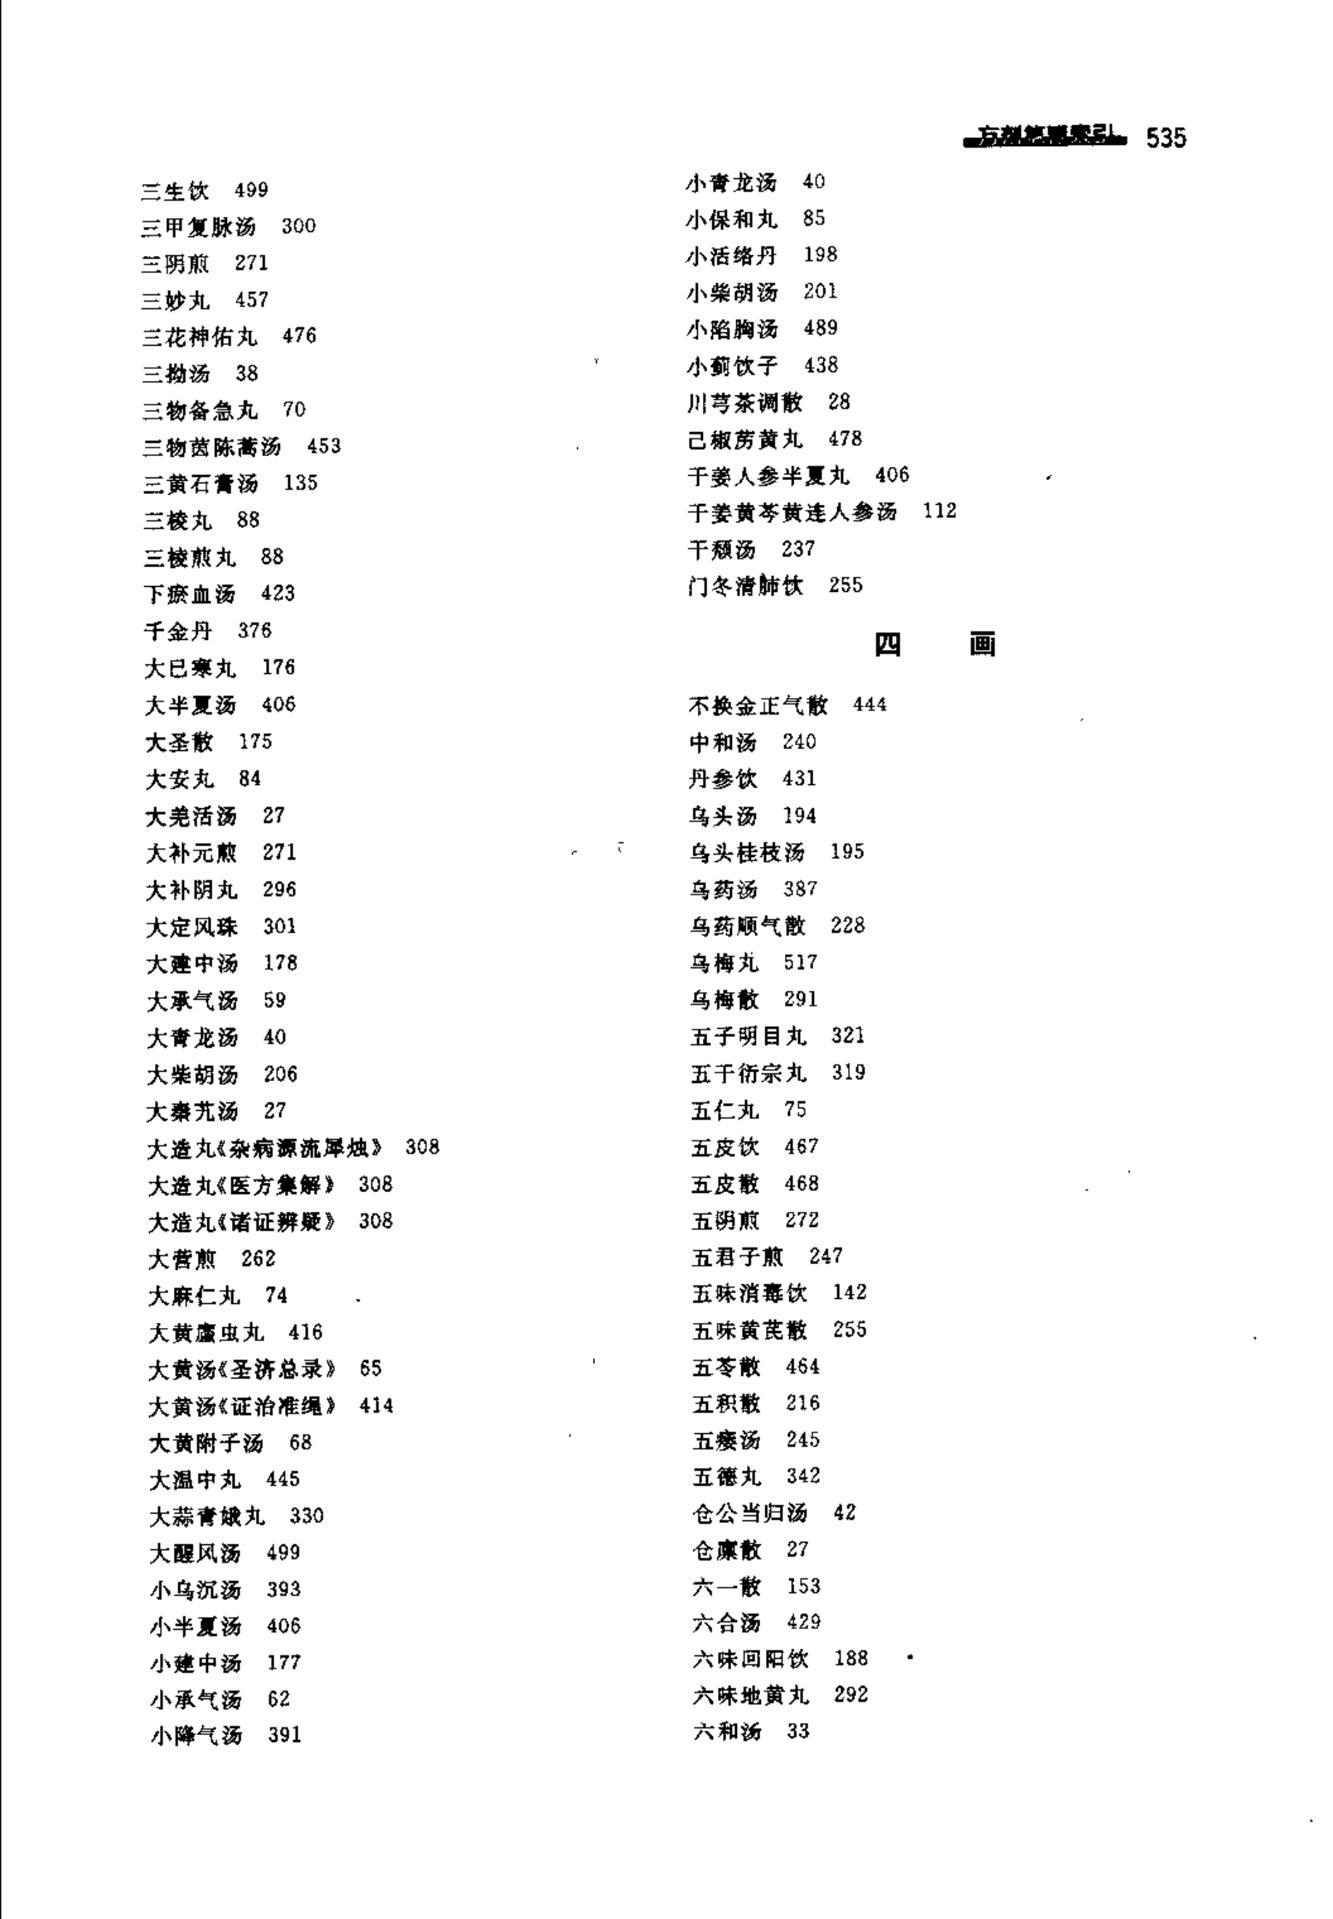 方剂笔画索引 535
三生饮 499
三甲复脉汤 300
三阴煎 271
三妙丸 457
三花神佑丸 476
三拗汤 38
三物备急丸 70
三物茵陈蒿汤 453
三黄石膏汤 135
三棱丸 88
三棱煎丸 88
下瘀血汤 423
千金丹 376
大已寒丸 176
大半夏汤 406
大圣散 175
大安丸 84
大羌活汤 27
大补元煎 271
大补阴丸 296
大定风珠 301
大建中汤 178
大承气汤 59
大青龙汤 40
大柴胡汤 206
大秦艽汤 27
大造丸《杂病源流犀烛》 308
大造丸《医方集解》 308
大造丸《诸证辨疑》 308
大营煎 262
大麻仁丸 74
大黄䗪虫丸 416
大黄汤《圣济总录》 65
大黄汤《证治准绳》 414
大黄附子汤 68
大温中丸 445
大蒜青娥丸 330
大醒风汤 499
小乌沉汤 393
小半夏汤 406
小建中汤 177
小承气汤 62
小降气汤 391
小青龙汤 40
小保和丸 85
小活络丹 198
小柴胡汤 201
小陷胸汤 489
小蓟饮子 438
川芎茶调散 28
己椒苈黄丸 478
干姜人参半夏丸 406
干姜黄芩黄连人参汤 112
干颓汤 237
门冬清肺饮 255
四 画
不换金正气散 444
中和汤 240
丹参饮 431
乌头汤 194
乌头桂枝汤 195
乌药汤 387
乌药顺气散 228
乌梅丸 517
乌梅散 291
五子明目丸 321
五子衍宗丸 319
五仁丸 75
五皮饮 467
五皮散 468
五阴煎 272
五君子煎 247
五味消毒饮 142
五味黄芪散 255
五苓散 464
五积散 216
五痿汤 245
五德丸 342
仓公当归汤 42
仓廪散 27
六一散 153
六合汤 429
六味回阳饮 188
六味地黄丸 292
六和汤 33